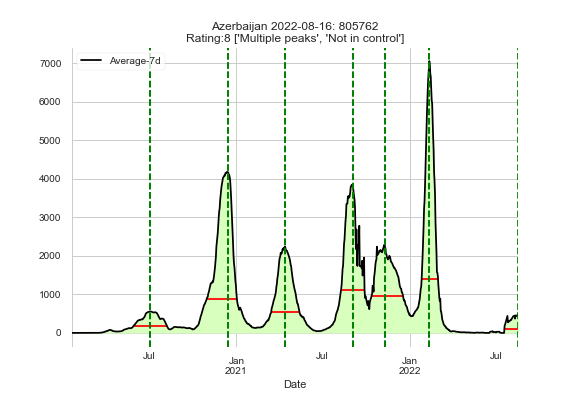 Azerbaijan 2022-08-16: 805762
Rating:8 ['Multiple peaks', 'Not in control']
Average-7d
7000
6000
5000
4000
3000
2000
1000
0
Jul
Jan
2021
Jul
Jan
2022
Jul
Date